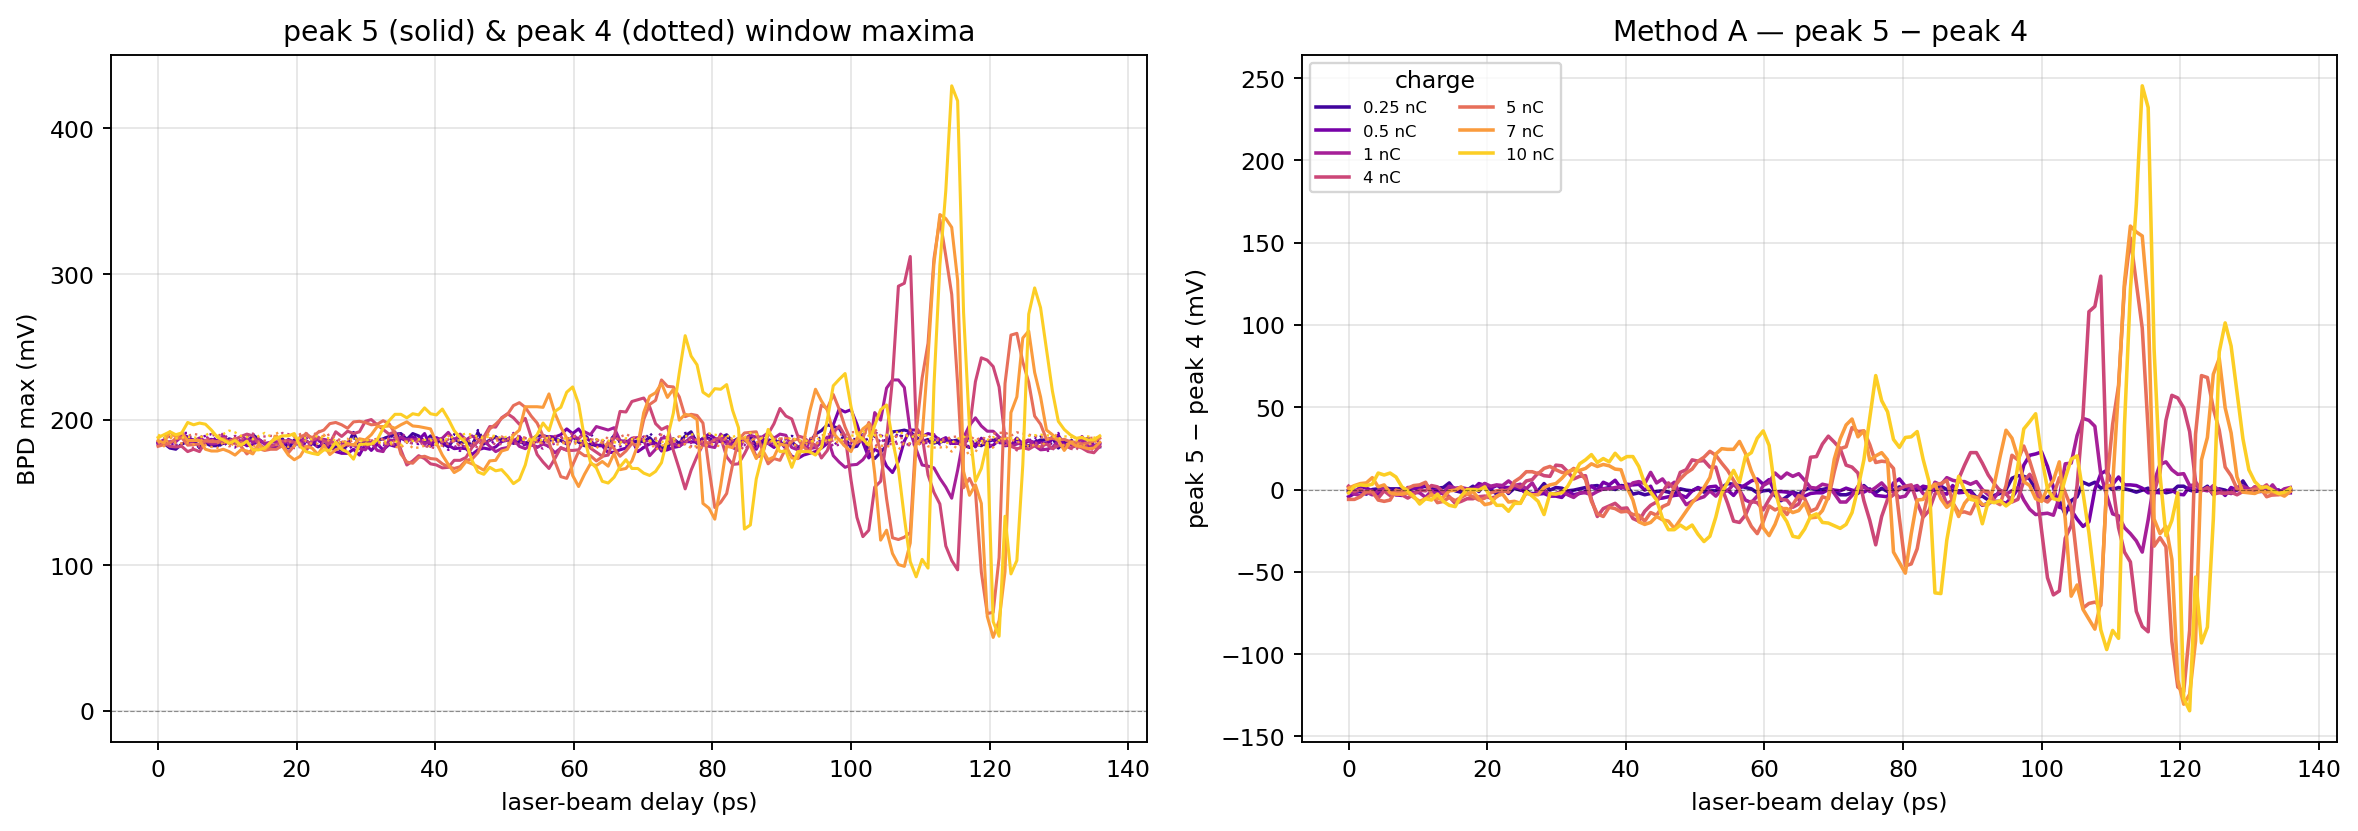 peak 5 (solid) & peak 4 (dotted) window maxima
BPD max (mV)
400
300
200
100
0
0 20 40 60 80 100 120 140
laser-beam delay (ps)
Method A — peak 5 − peak 4
peak 5 − peak 4 (mV)
250
200
150
100
50
0
−50
−100
−150
charge
0.25 nC
0.5 nC
1 nC
4 nC
5 nC
7 nC
10 nC
0 20 40 60 80 100 120 140
laser-beam delay (ps)